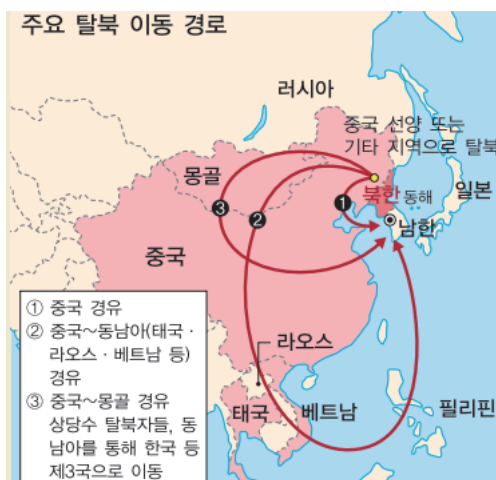 주요 탈북 이동 경로
러시아
중국 선양 또는
기타 지역으로 탈북
몽골
북한 동해
일본
③
②
①
남한
중국
① 중국 경유
② 중국~동남아(태국·
라오스·베트남 등)
경유
③ 중국~몽골 경유
상당수 탈북자들, 동
남아를 통해 한국 등
제3국으로 이동
라오스
태국
베트남
필리핀